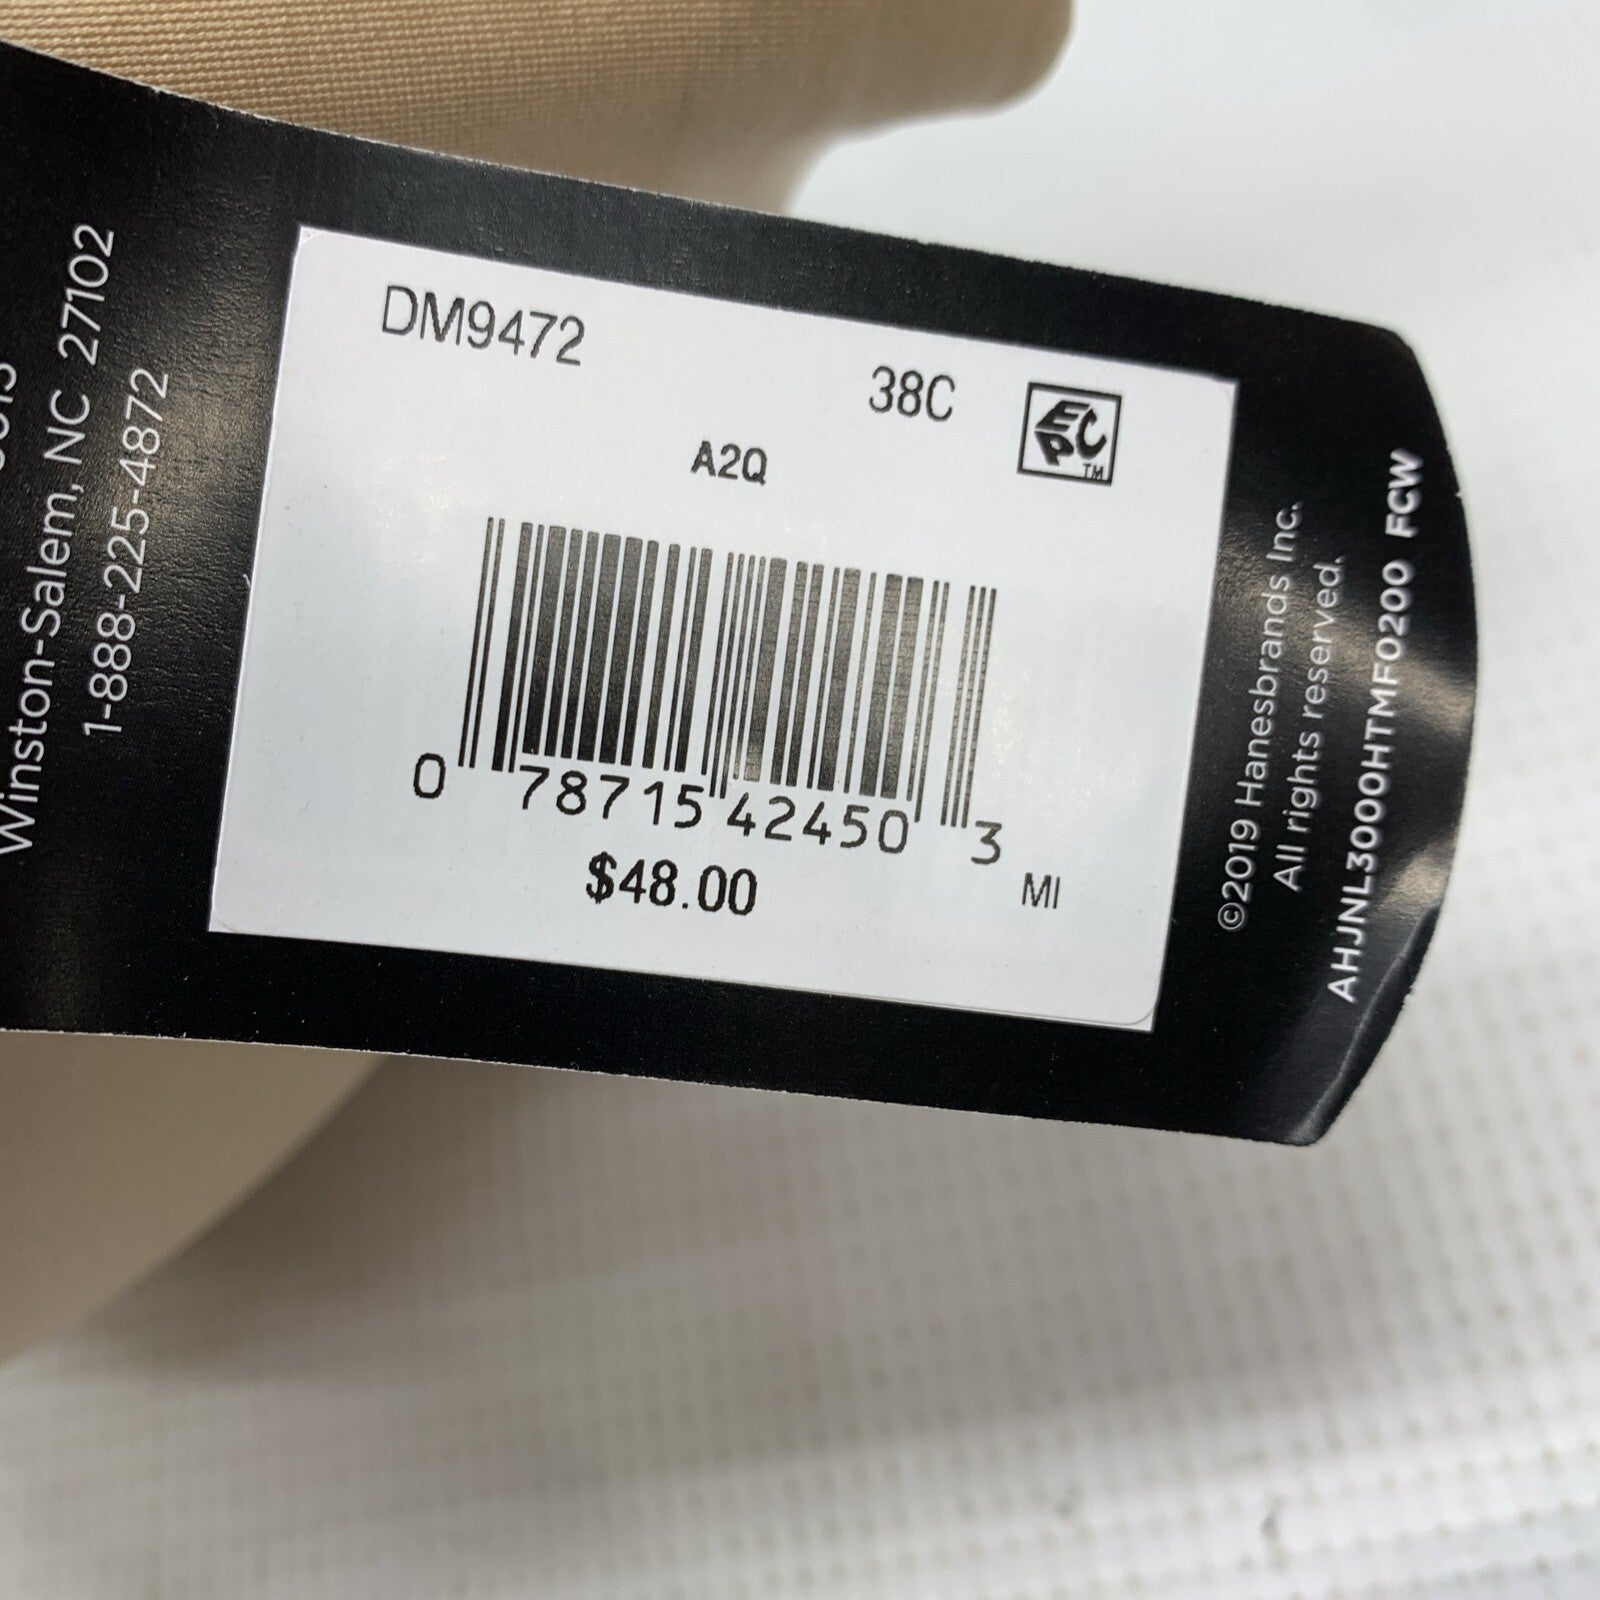 Winston-Salem, NC 27102
1-888-225-4872
DM9472
38C
EPC™
A2Q
0 78715 42450 3
$48.00
MI
©2019 Hanesbrands Inc.
All rights reserved.
AHJNL3000HTMF0200 FCW